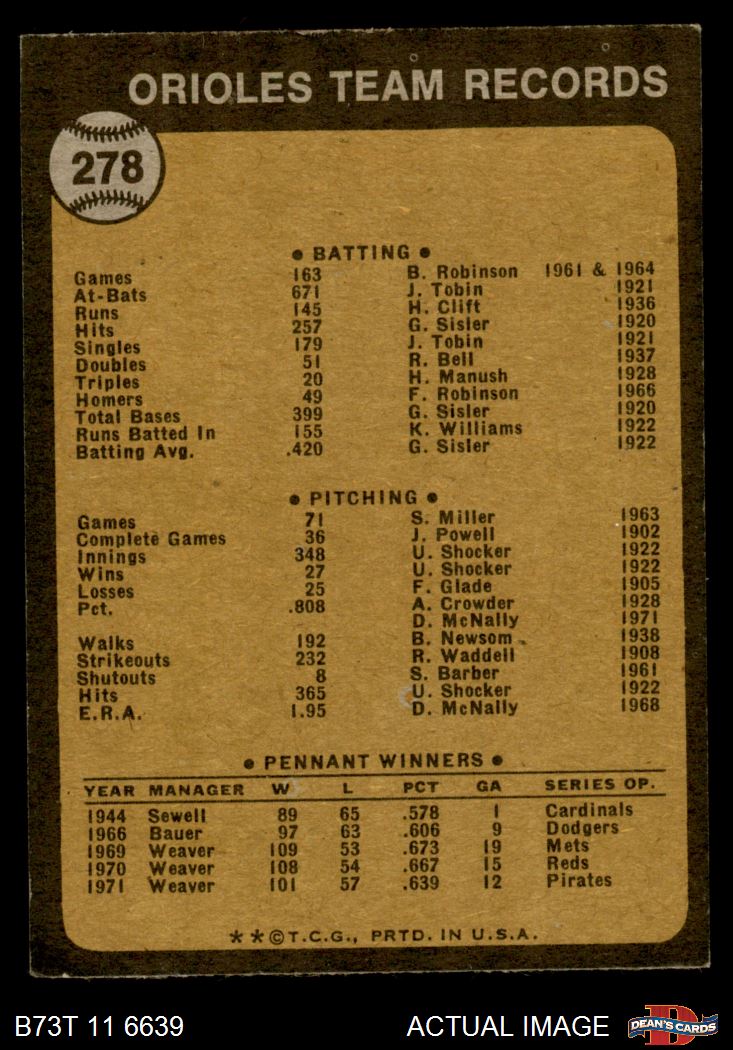 ORIOLES TEAM RECORDS
278
• BATTING •
Games 163 B. Robinson 1961 & 1964
At-Bats 671 J. Tobin 1921
Runs 145 H. Clift 1936
Hits 257 G. Sisler 1920
Singles 179 J. Tobin 1921
Doubles 51 R. Bell 1937
Triples 20 H. Manush 1928
Homers 49 F. Robinson 1966
Total Bases 399 G. Sisler 1920
Runs Batted In 155 K. Williams 1922
Batting Avg. .420 G. Sisler 1922
• PITCHING •
Games 71 S. Miller 1963
Complete Games 36 J. Powell 1902
Innings 348 U. Shocker 1922
Wins 27 U. Shocker 1922
Losses 25 F. Glade 1905
Pct. .808 A. Crowder 1928
D. McNally 1971
Walks 192 B. Newsom 1938
Strikeouts 232 R. Waddell 1908
Shutouts 8 S. Barber 1961
Hits 365 U. Shocker 1922
E.R.A. 1.95 D. McNally 1968
• PENNANT WINNERS •
YEAR MANAGER W L PCT GA SERIES OP.
1944 Sewell 89 65 .578 1 Cardinals
1966 Bauer 97 63 .606 9 Dodgers
1969 Weaver 109 53 .673 19 Mets
1970 Weaver 108 54 .667 15 Reds
1971 Weaver 101 57 .639 12 Pirates
**©T.C.G., PRTD. IN U.S.A.
B73T 11 6639 ACTUAL IMAGE D DEAN'S CARDS